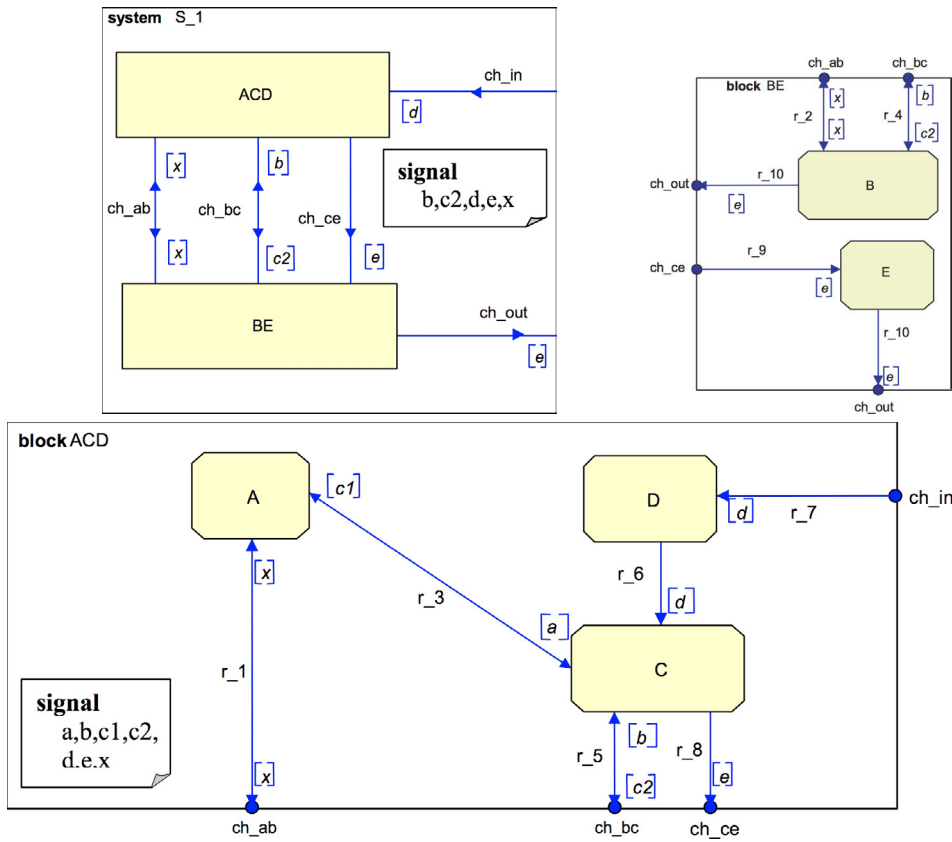 system S_1
ACD
ch_in
[d]
signal
b,c2,d,e,x
[x]
[b]
ch_ab
ch_bc
ch_ce
[x]
[c2]
[e]
BE
ch_out
[e]
ch_ab
ch_bc
block BE
[x]
[b]
r_2
r_4
[x]
[c2]
ch_out
r_10
B
[e]
ch_ce
r_9
E
[e]
r_10
[e]
ch_out
block ACD
A
[c1]
D
[d]
r_7
ch_in
[x]
r_6
r_3
[d]
[a]
C
r_1
signal
a,b,c1,c2,
d,e,x
[b]
r_5
r_8
[x]
[c2]
[e]
ch_ab
ch_bc
ch_ce